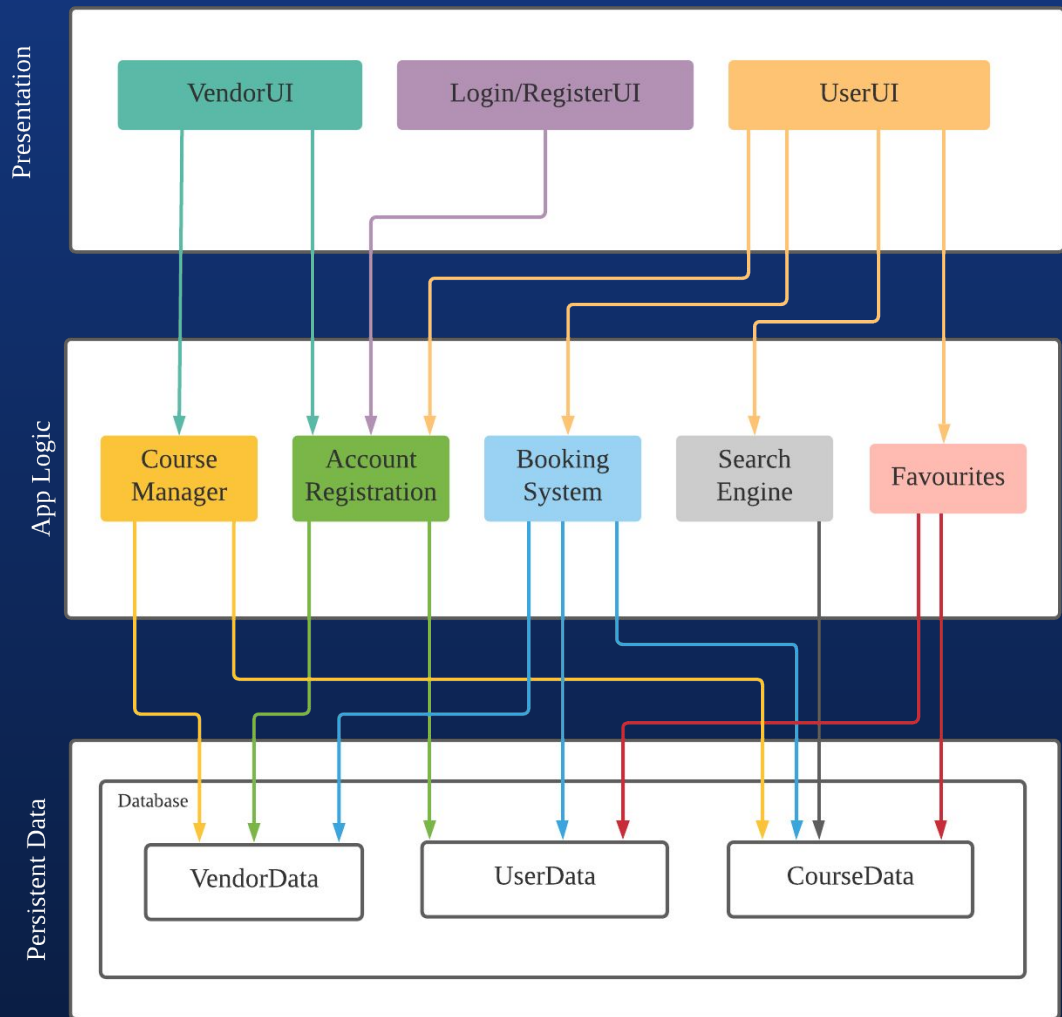 Presentation
VendorUI
Login/RegisterUI
UserUI
App Logic
Course
Manager
Account
Registration
Booking
System
Search
Engine
Favourites
Persistent Data
Database
VendorData
UserData
CourseData